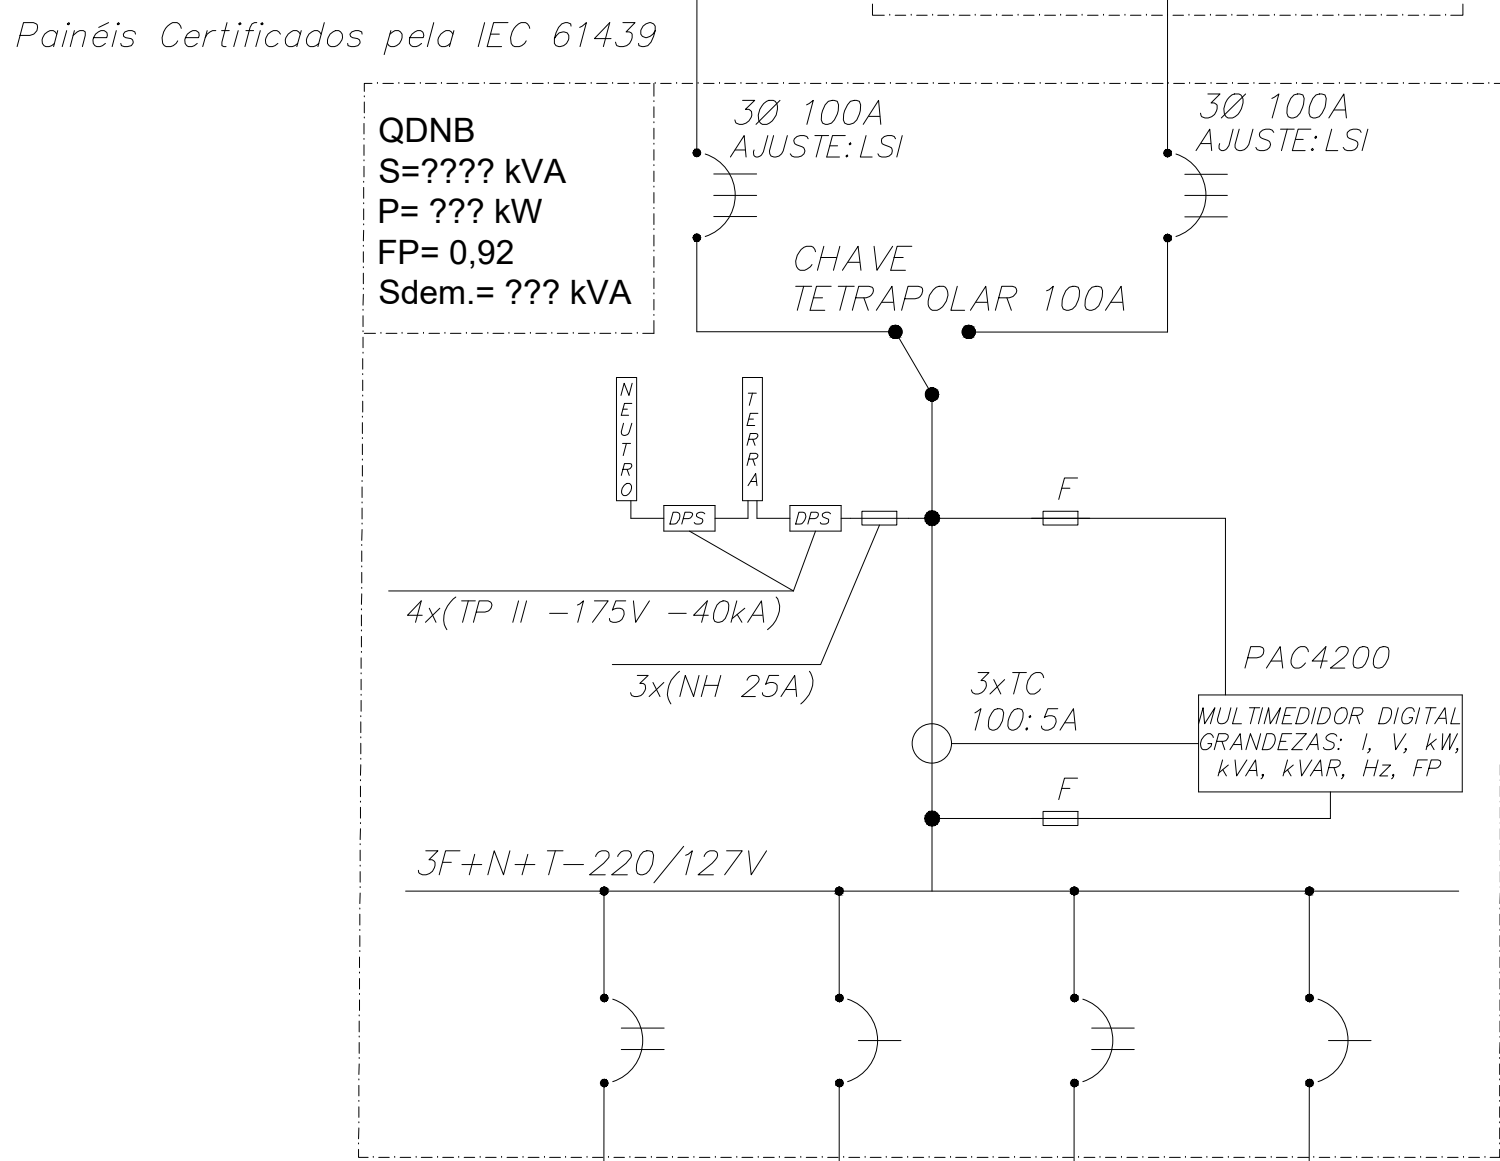 Painéis Certificados pela IEC 61439
QDNB
S=???? kVA
P= ??? kW
FP= 0,92
Sdem.= ??? kVA
3Ø 100A
AJUSTE:LSI
3Ø 100A
AJUSTE:LSI
CHAVE
TETRAPOLAR 100A
NEUTRO
TERRA
DPS
DPS
F
4x(TP II -175V -40kA)
3x(NH 25A)
PAC4200
3xTC
100:5A
MULTIMEDIDOR DIGITAL
GRANDEZAS: I, V, kW,
kVA, kVAR, Hz, FP
F
3F+N+T-220/127V